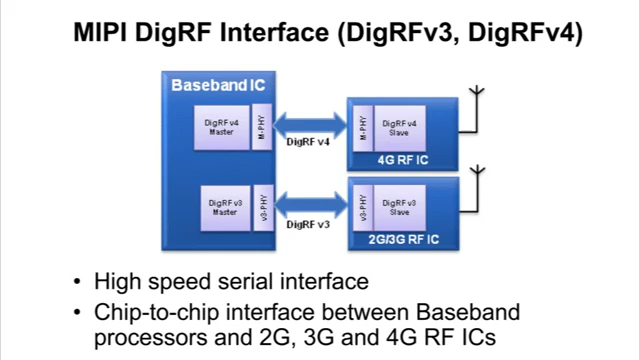 MIPI DigRF Interface (DigRFv3, DigRFv4)
Baseband IC
DigRF v4
Master
M-PHY
DigRF v4
M-PHY
DigRF v4
Slave
4G RF IC
DigRF v3
Master
v3-PHY
DigRF v3
v3-PHY
DigRF v3
Slave
2G/3G RF IC
• High speed serial interface
• Chip-to-chip interface between Baseband
processors and 2G, 3G and 4G RF ICs